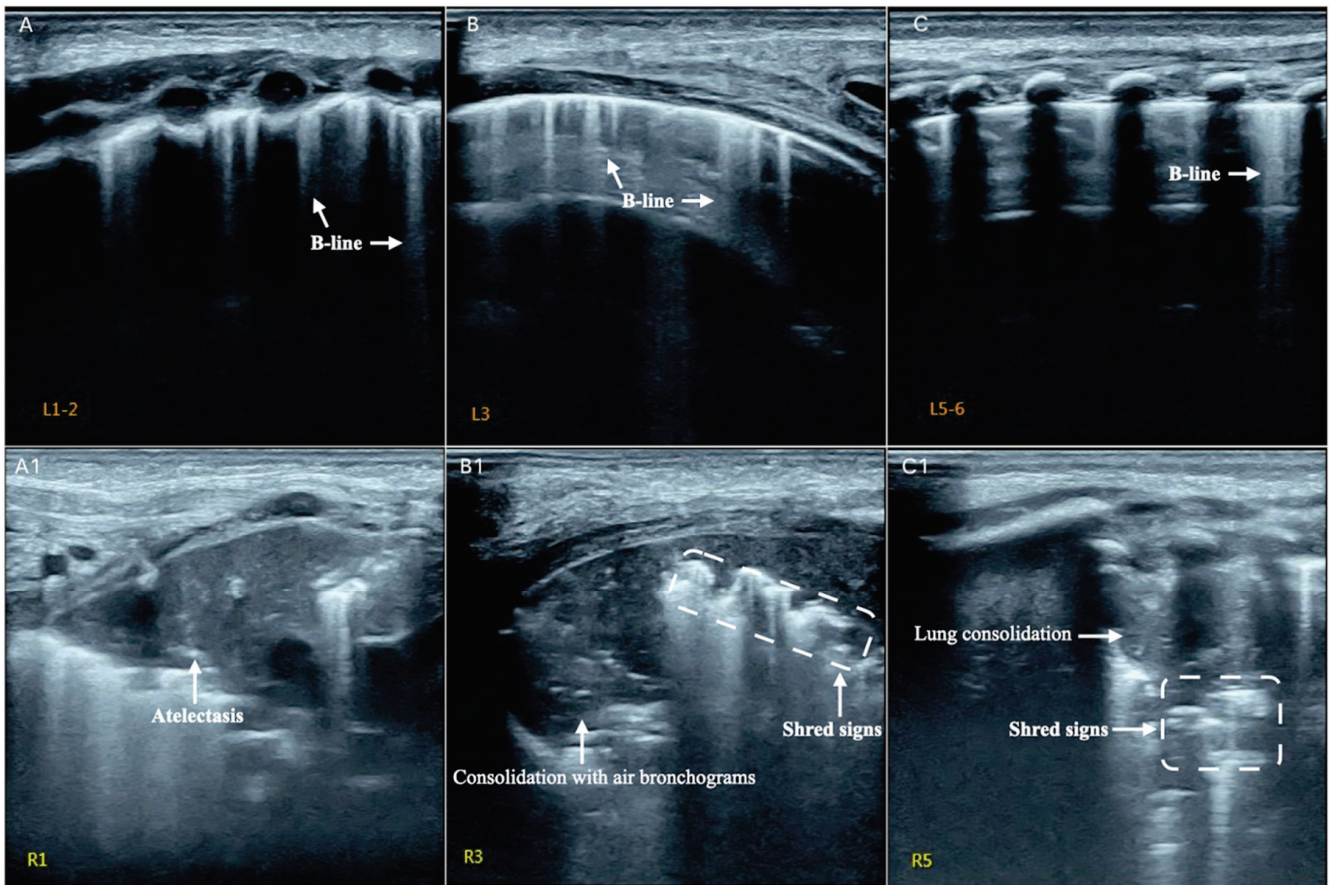 A
B-line
L1-2
B
B-line
L3
C
B-line
L5-6
A1
Atelectasis
R1
B1
Shred signs
Consolidation with air bronchograms
R3
C1
Lung consolidation
Shred signs
R5